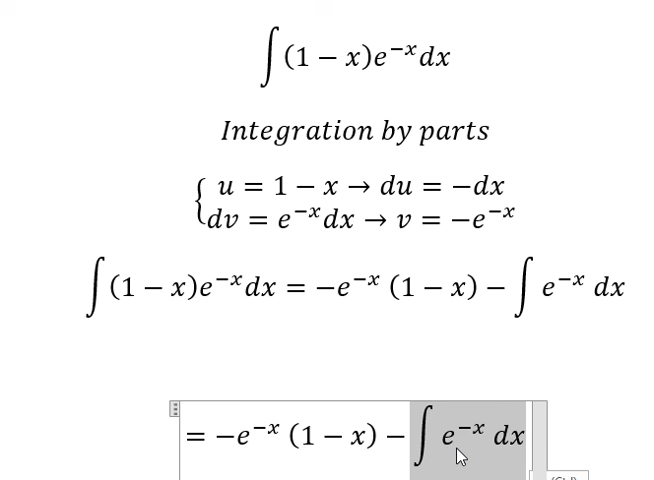 ∫(1 − x)e^{−x}dx
Integration by parts
{ u = 1 − x → du = −dx
dv = e^{−x}dx → v = −e^{−x}
∫(1 − x)e^{−x}dx = −e^{−x} (1 − x) − ∫ e^{−x} dx
= −e^{−x} (1 − x) − ∫ e^{−x} dx